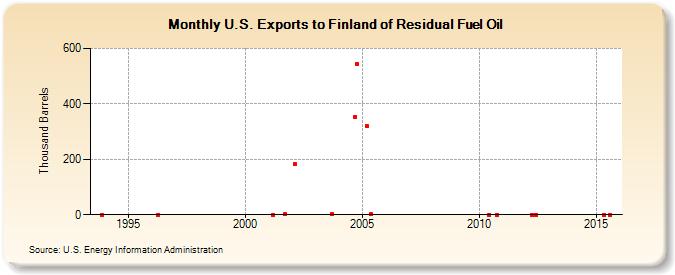 Monthly U.S. Exports to Finland of Residual Fuel Oil
Thousand Barrels
600
400
200
0
1995 2000 2005 2010 2015
Source: U.S. Energy Information Administration